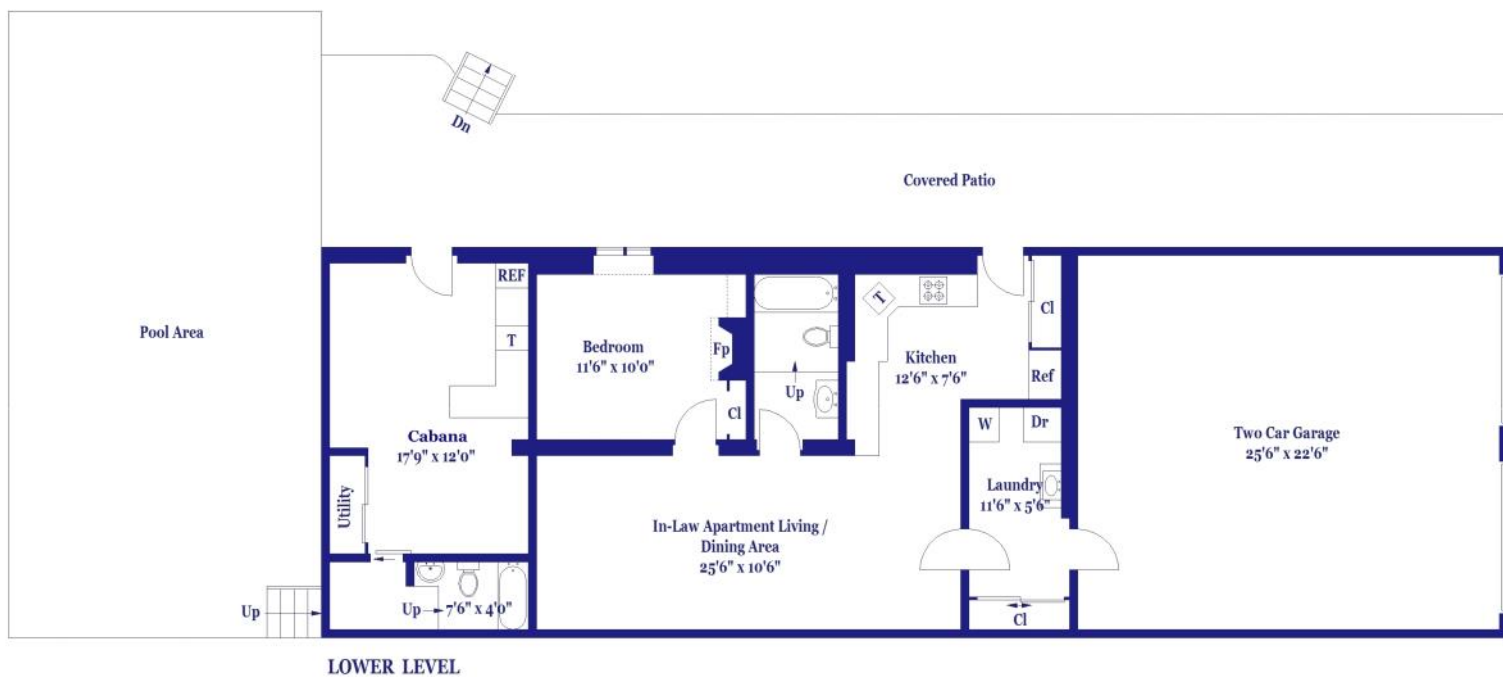 Dn
Covered Patio
Pool Area
REF
T
Cabana
17'9" x 12'0"
Utility
Bedroom
11'6" x 10'0"
Fp
Cl
Up
T
Kitchen
12'6" x 7'6"
Cl
Ref
W
Dr
Laundry
11'6" x 5'6"
Two Car Garage
25'6" x 22'6"
In-Law Apartment Living /
Dining Area
25'6" x 10'6"
Cl
Up
Up
7'6" x 4'0"
LOWER LEVEL